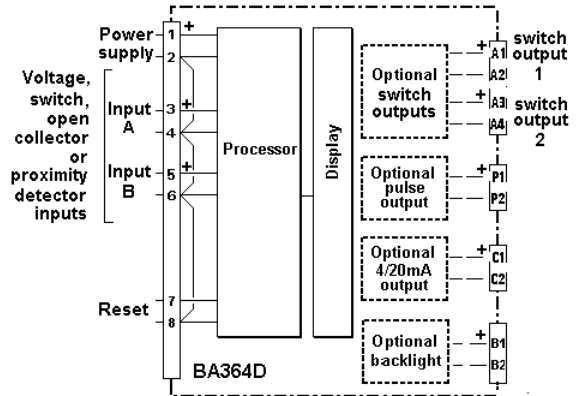 Power supply
1 +
2
Voltage, switch, open collector or proximity detector inputs
Input A
3 +
4
Input B
5 +
6
Reset
7
8
Processor
Display
BA364D
Optional switch outputs
+ A1
A2
+ A3
A4
switch output 1
switch output 2
Optional pulse output
+ P1
P2
Optional 4/20mA output
+ C1
C2
Optional backlight
+ B1
B2